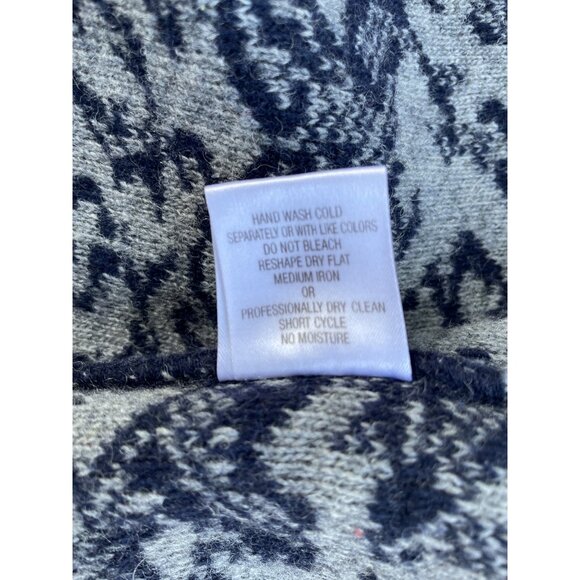 HAND WASH COLD
SEPARATELY OR WITH LIKE COLORS
DO NOT BLEACH
RESHAPE DRY FLAT
MEDIUM IRON
OR
PROFESSIONALLY DRY CLEAN
SHORT CYCLE
NO MOISTURE